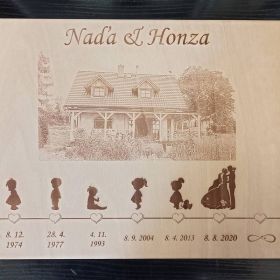 Naďa & Honza
8. 12.
1974
28. 4.
1977
4. 11.
1993
8. 9. 2004
8. 4. 2013
8. 8. 2020